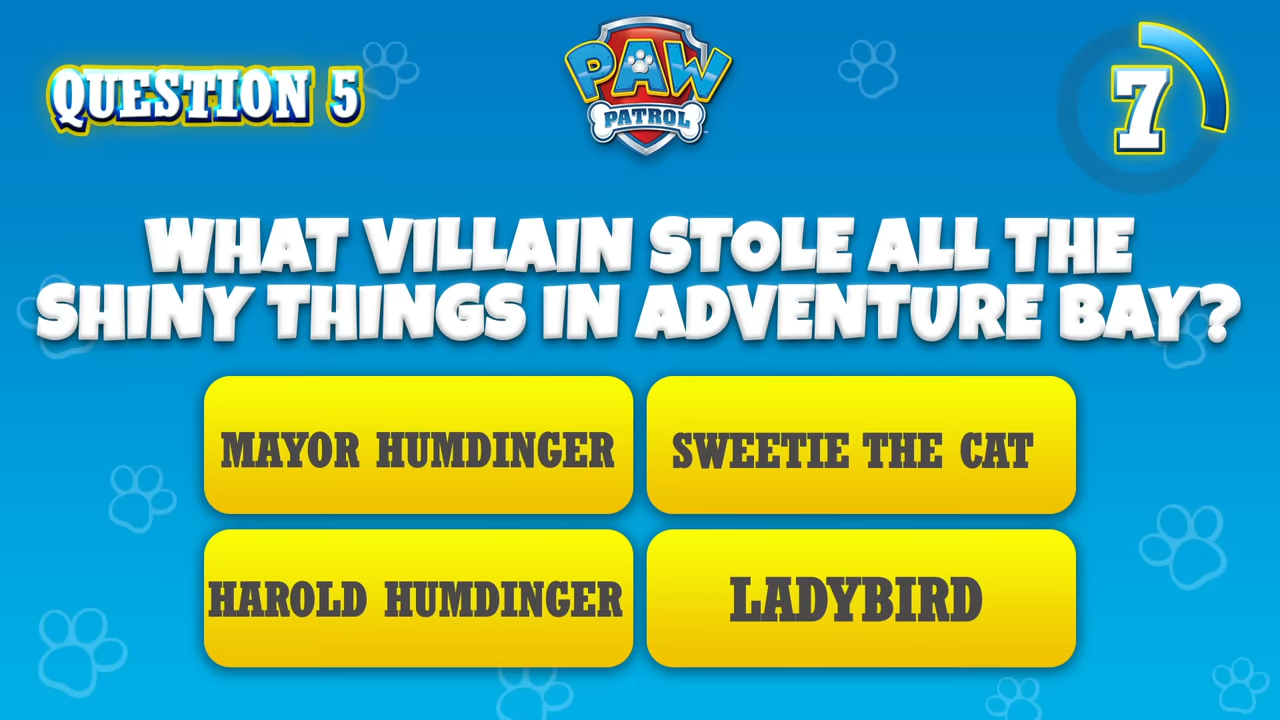 QUESTION 5
PAW
PATROL
7
WHAT VILLAIN STOLE ALL THE
SHINY THINGS IN ADVENTURE BAY?
MAYOR HUMDINGER
SWEETIE THE CAT
HAROLD HUMDINGER
LADYBIRD